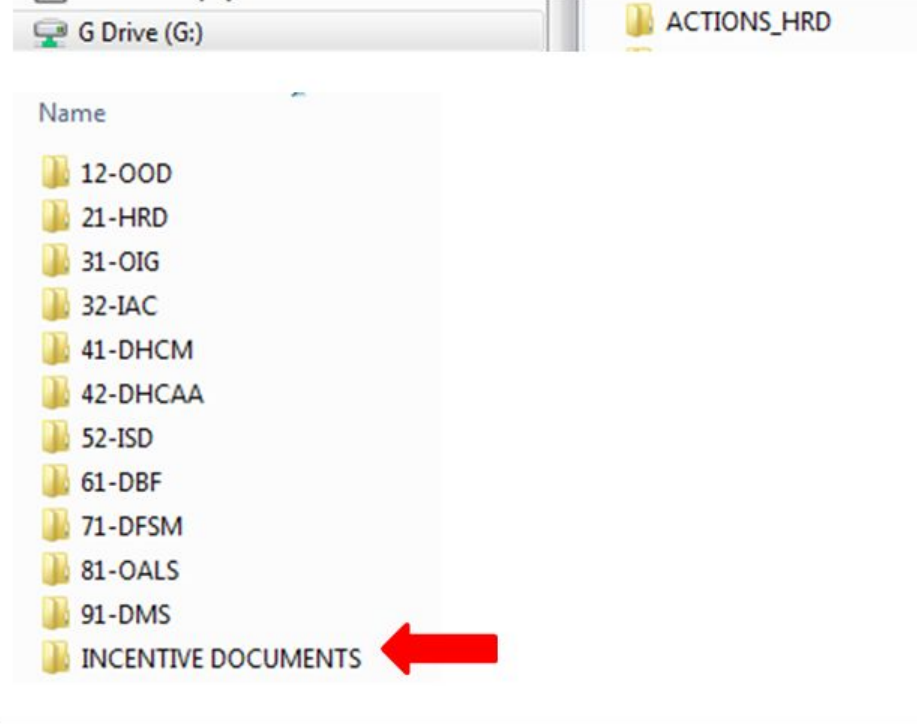 G Drive (G:)
ACTIONS_HRD
Name
12-OOD
21-HRD
31-OIG
32-IAC
41-DHCM
42-DHCAA
52-ISD
61-DBF
71-DFSM
81-OALS
91-DMS
INCENTIVE DOCUMENTS